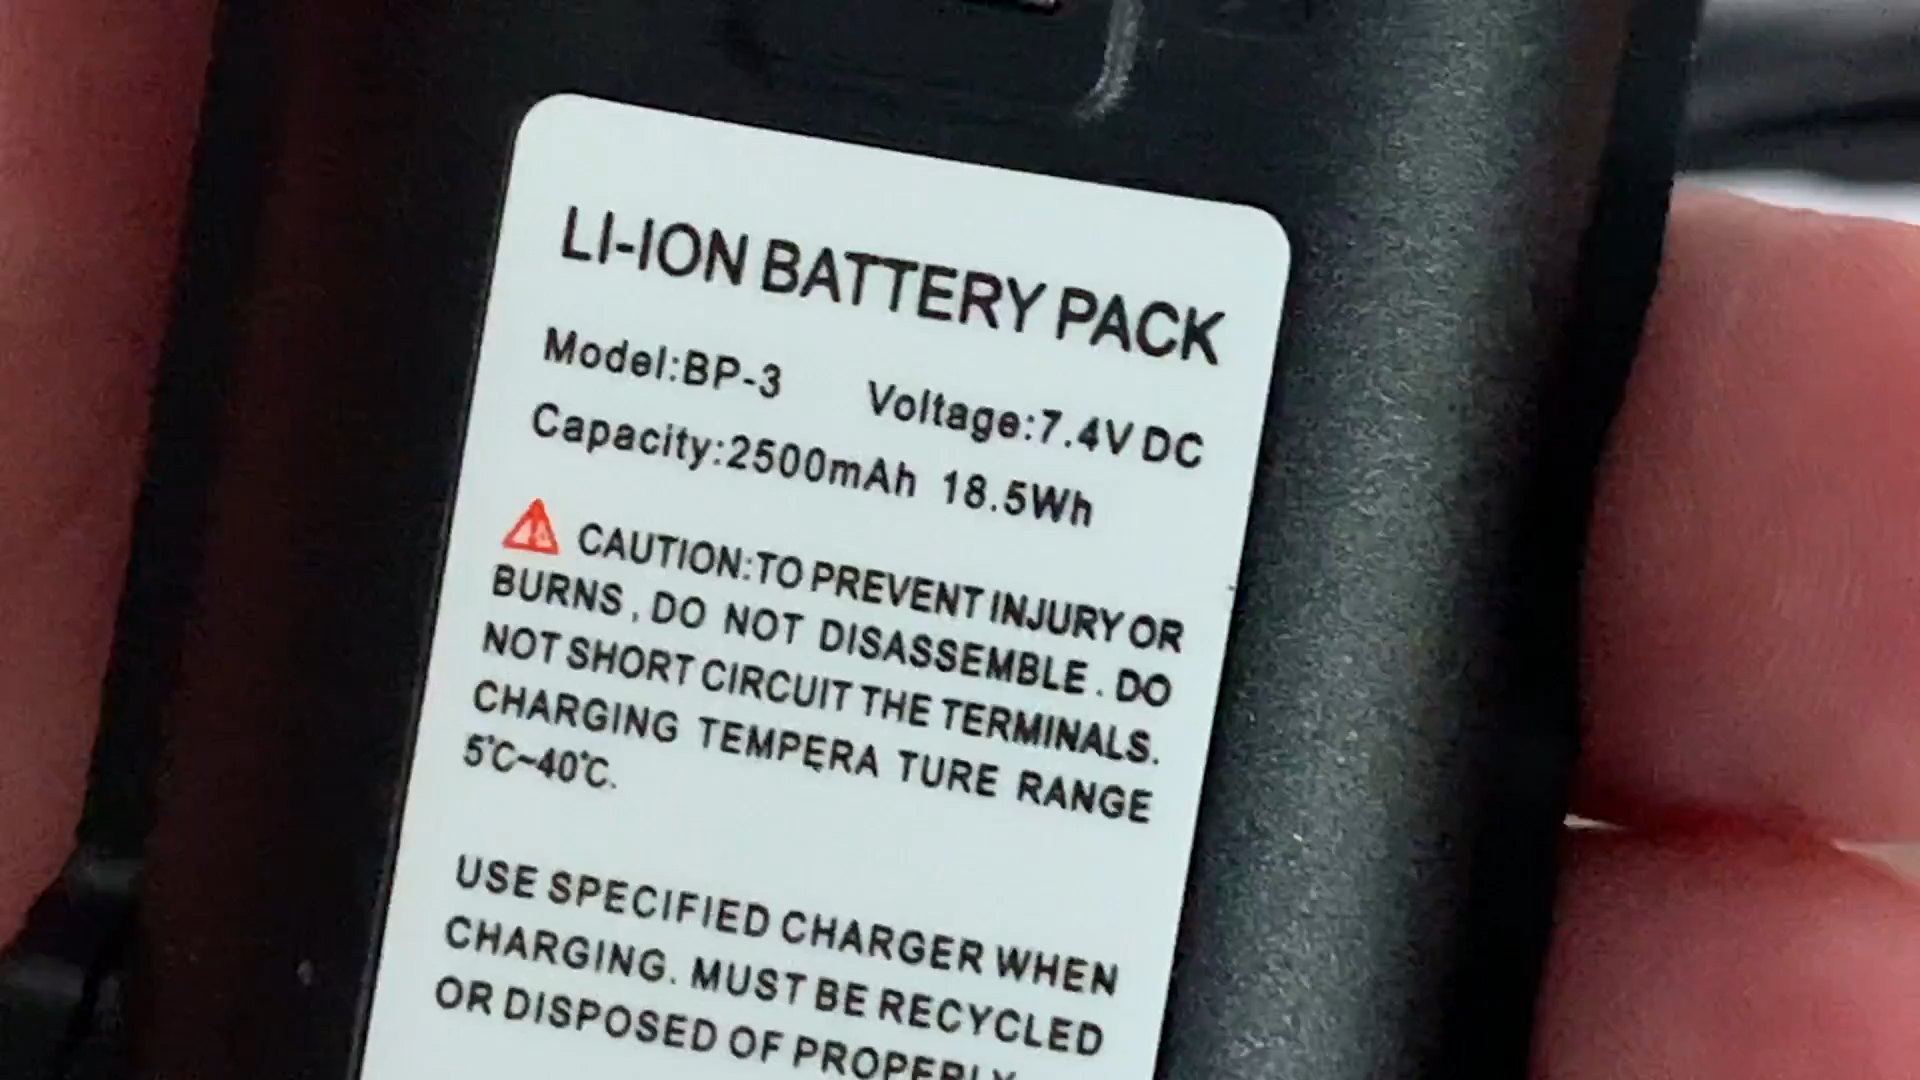 LI-ION BATTERY PACK
Model:BP-3 Voltage:7.4V DC
Capacity:2500mAh 18.5Wh
CAUTION:TO PREVENT INJURY OR
BURNS, DO NOT DISASSEMBLE. DO
NOT SHORT CIRCUIT THE TERMINALS.
CHARGING TEMPERA TURE RANGE
5℃~40℃.
USE SPECIFIED CHARGER WHEN
CHARGING. MUST BE RECYCLED
OR DISPOSED OF PROPERLY